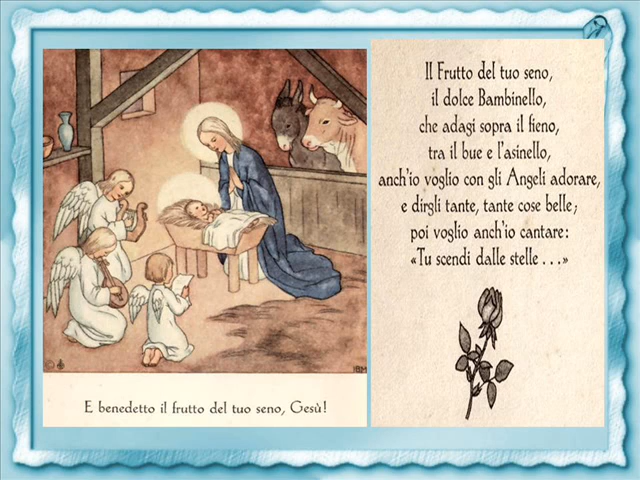 E benedetto il frutto del tuo seno, Gesù!
Il Frutto del tuo seno,
il dolce Bambinello,
che adagi sopra il fieno,
tra il bue e l'asinello,
anch'io voglio con gli Angeli adorare,
e dirgli tante, tante cose belle;
poi voglio anch'io cantare:
«Tu scendi dalle stelle . . .»